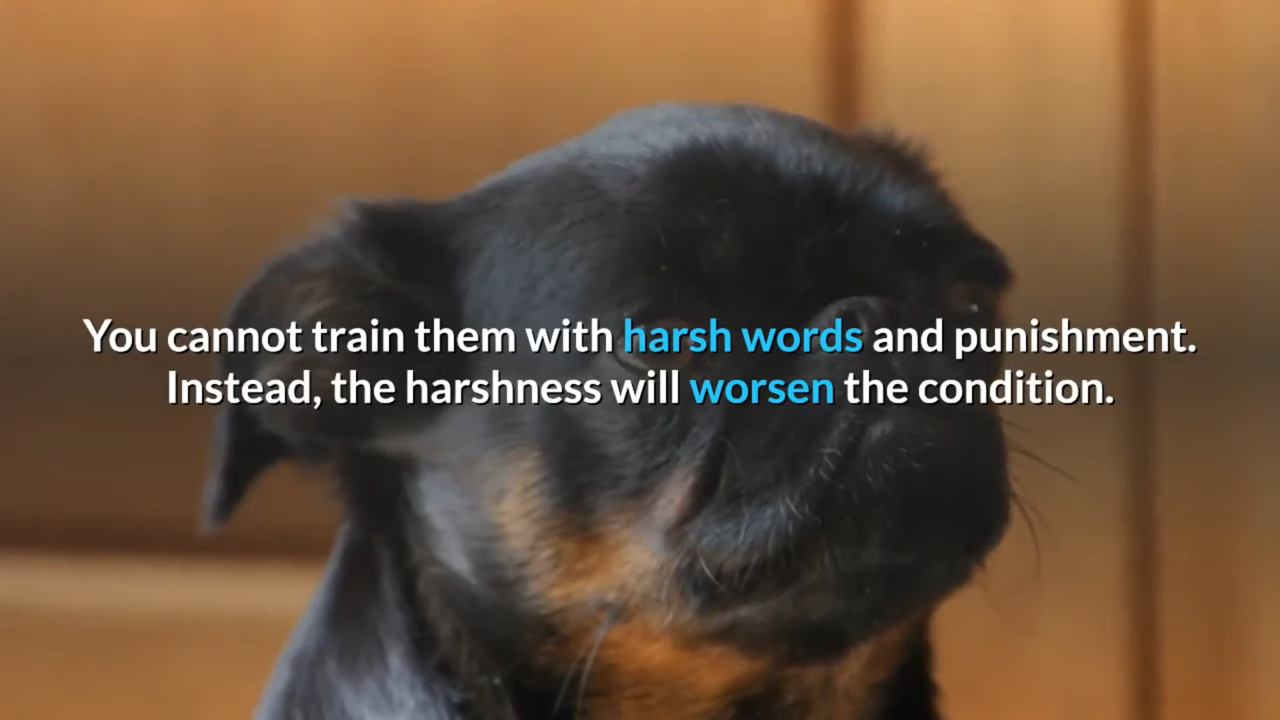 You cannot train them with harsh words and punishment.
Instead, the harshness will worsen the condition.